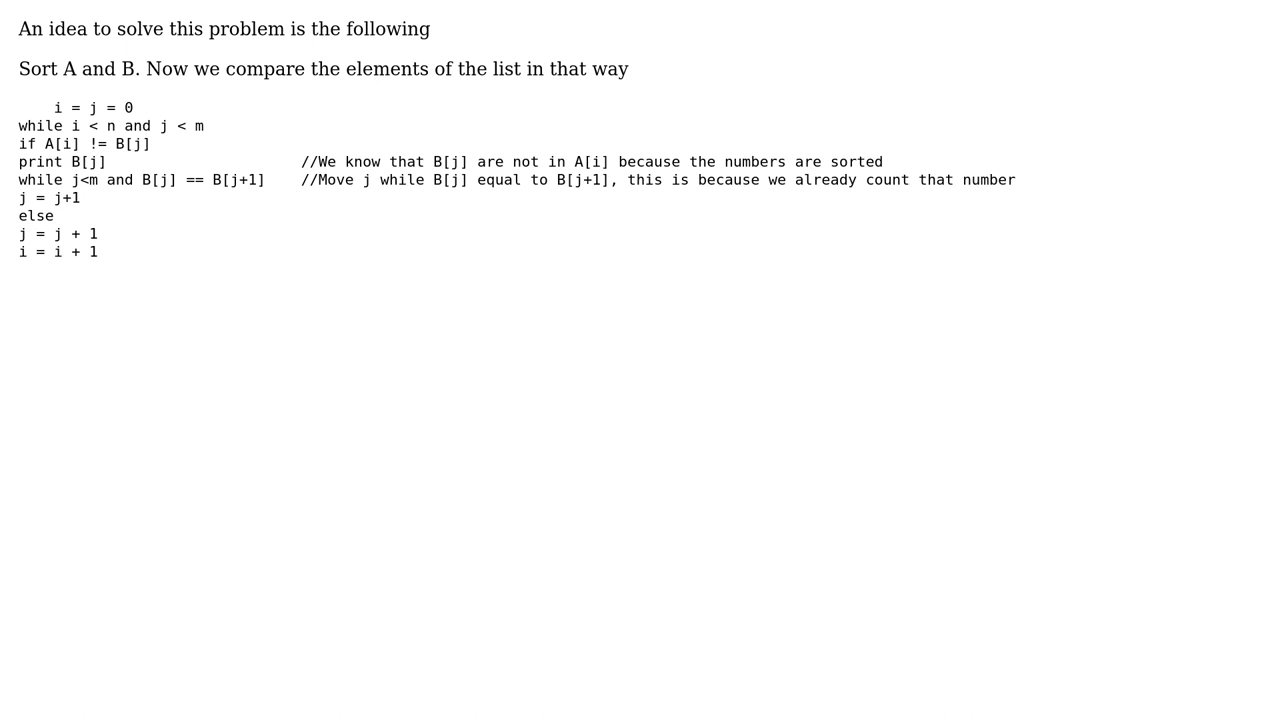 An idea to solve this problem is the following
Sort A and B. Now we compare the elements of the list in that way
    i = j = 0
while i < n and j < m
if A[i] != B[j]
print B[j]                      //We know that B[j] are not in A[i] because the numbers are sorted
while j<m and B[j] == B[j+1]    //Move j while B[j] equal to B[j+1], this is because we already count that number
j = j+1
else
j = j + 1
i = i + 1